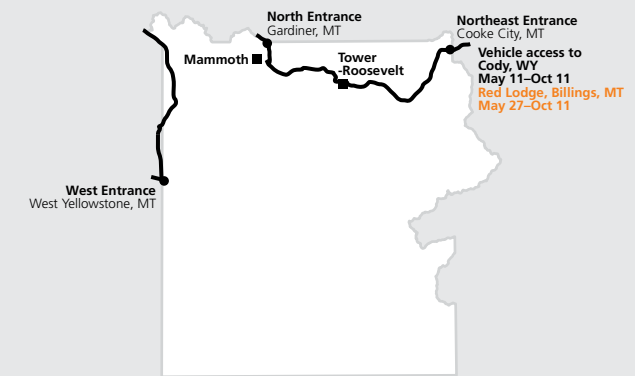 North Entrance
Gardiner, MT
Northeast Entrance
Cooke City, MT
Mammoth
Tower
-Roosevelt
Vehicle access to
Cody, WY
May 11–Oct 11
Red Lodge, Billings, MT
May 27–Oct 11
West Entrance
West Yellowstone, MT